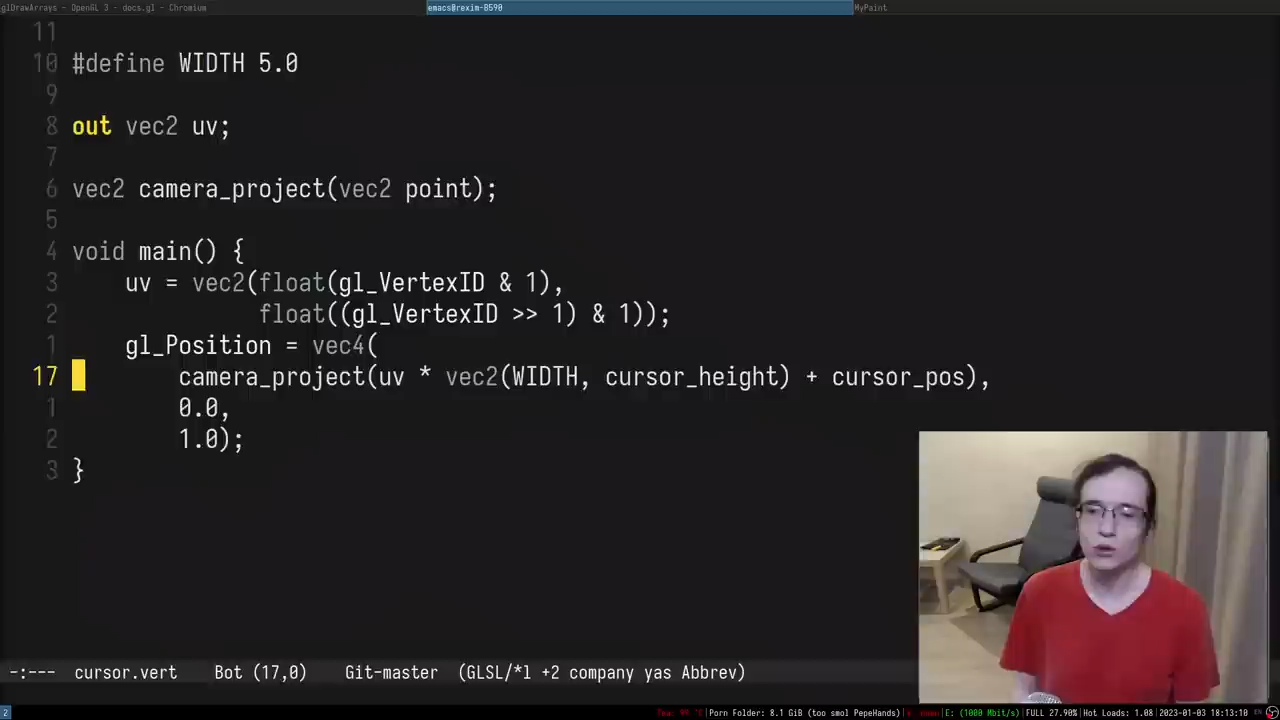 glDrawArrays - OpenGL 3 - docs.gl - Chromium
emacs@rexim-B590
MyPaint
11
10 #define WIDTH 5.0
9
8 out vec2 uv;
7
6 vec2 camera_project(vec2 point);
5
4 void main() {
3 uv = vec2(float(gl_VertexID & 1),
2 float((gl_VertexID >> 1) & 1));
1 gl_Position = vec4(
17 camera_project(uv * vec2(WIDTH, cursor_height) + cursor_pos),
1 0.0,
2 1.0);
3 }
-:--- cursor.vert Bot (17,0) Git-master (GLSL/*l +2 company yas Abbrev)
2
|Porn Folder: 8.1 GiB (too smol PepeHands)| E: (1000 Mbit/s)|FULL 27.90%|Hot Loads: 1.08|2023-01-03 18:13:10